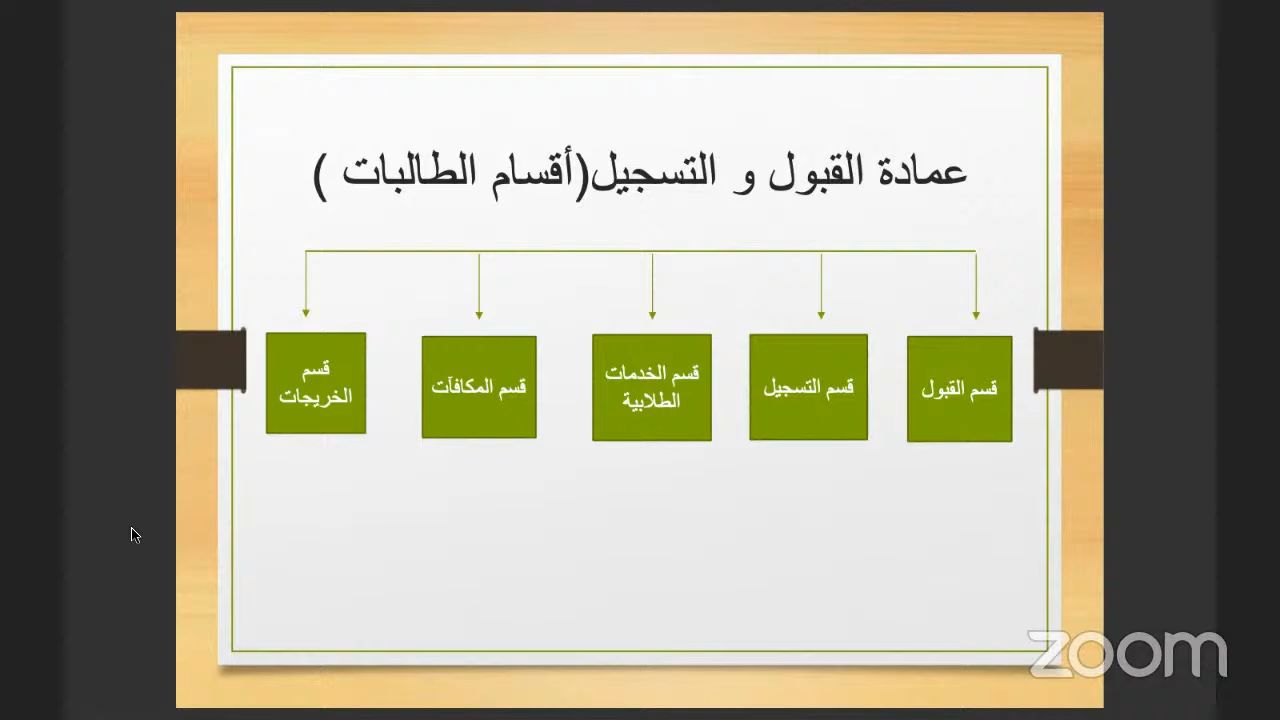 عمادة القبول و التسجيل(أقسام الطالبات )
قسم القبول
قسم التسجيل
قسم الخدمات
الطلابية
قسم المكافآت
قسم
الخريجات
zoom